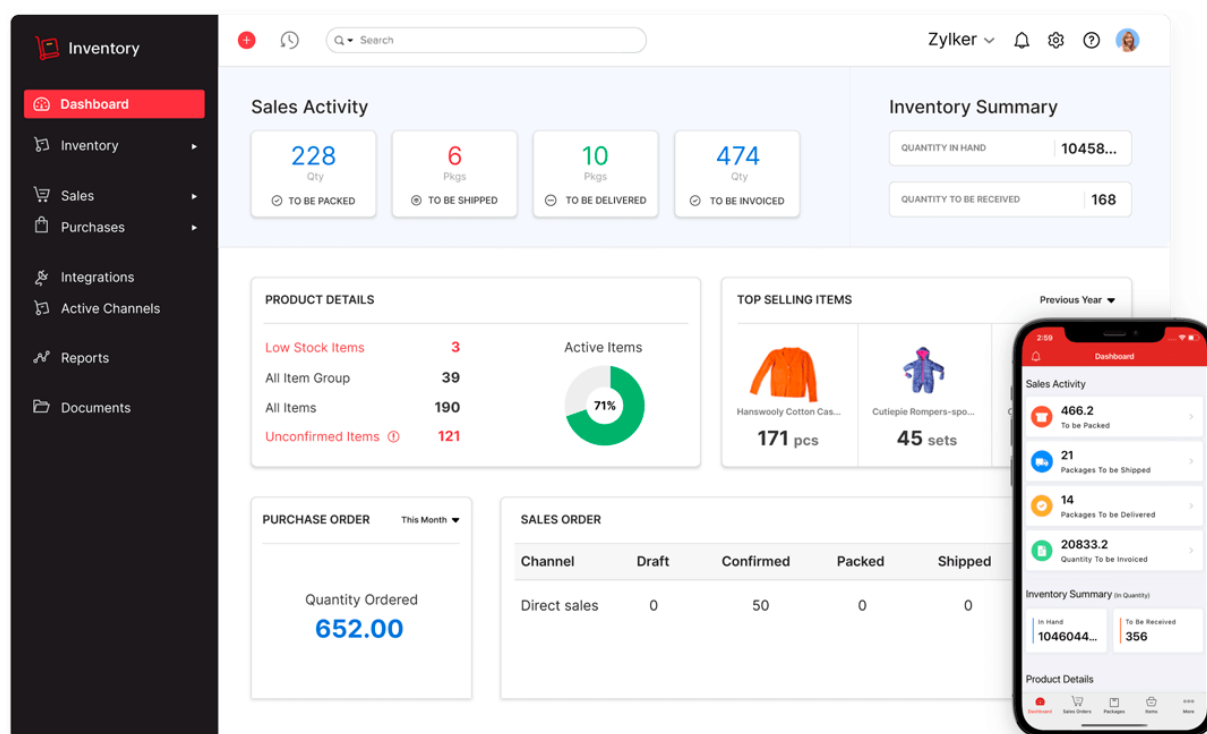 Inventory
Search
Zylker
Dashboard
Inventory
Sales
Purchases
Integrations
Active Channels
Reports
Documents
Sales Activity
228
Qty
TO BE PACKED
6
Pkgs
TO BE SHIPPED
10
Pkgs
TO BE DELIVERED
474
Qty
TO BE INVOICED
Inventory Summary
QUANTITY IN HAND 10458...
QUANTITY TO BE RECEIVED 168
PRODUCT DETAILS
Low Stock Items 3
All Item Group 39
All Items 190
Unconfirmed Items 121
Active Items
71%
TOP SELLING ITEMS Previous Year
Hanswooly Cotton Cas...
171 pcs
Cutiepie Rompers-spo...
45 sets
PURCHASE ORDER This Month
Quantity Ordered
652.00
SALES ORDER
Channel Draft Confirmed Packed Shipped
Direct sales 0 50 0 0
2:59
Dashboard
Sales Activity
466.2
To be Packed
21
Packages To be Shipped
14
Packages To be Delivered
20833.2
Quantity To be Invoiced
Inventory Summary (In Quantity)
In Hand
1046044...
To Be Received
356
Product Details
Dashboard Sales Orders Packages Items More